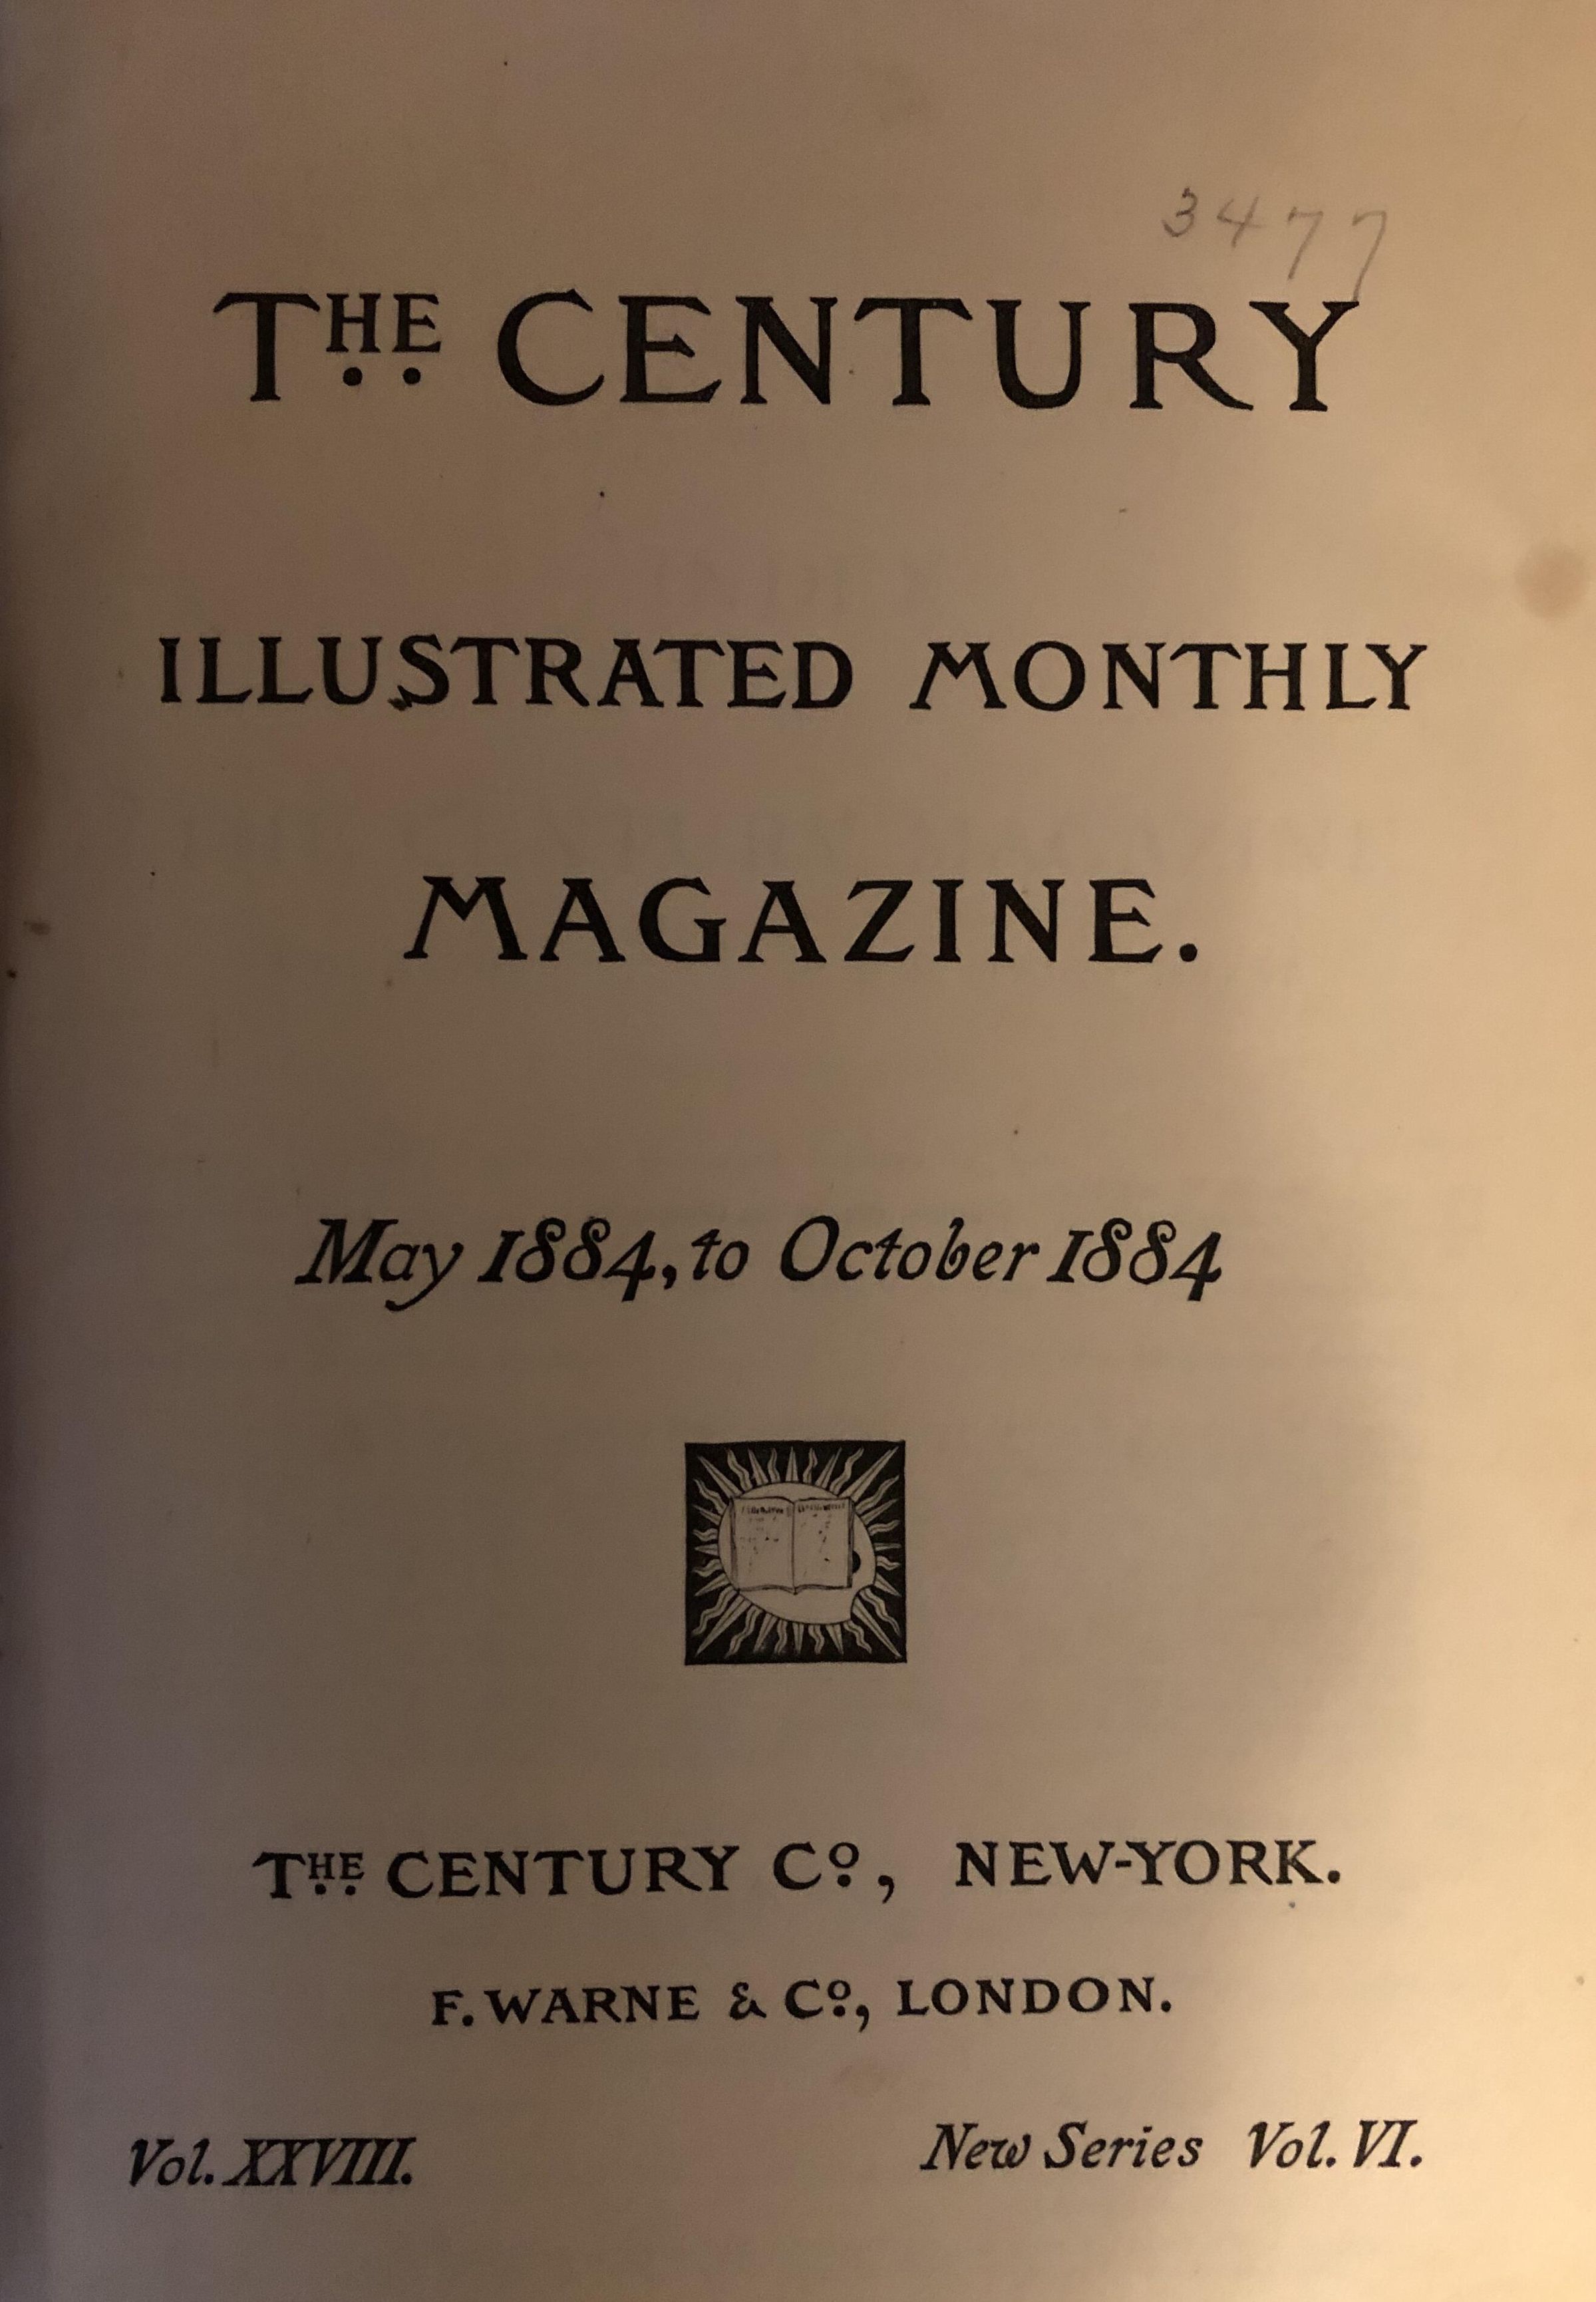 3477
THE CENTURY
ILLUSTRATED MONTHLY
MAGAZINE.
May 1884, to October 1884
THE CENTURY Co, NEW-YORK.
F. WARNE & Co, LONDON.
Vol. XXVIII. New Series Vol. VI.